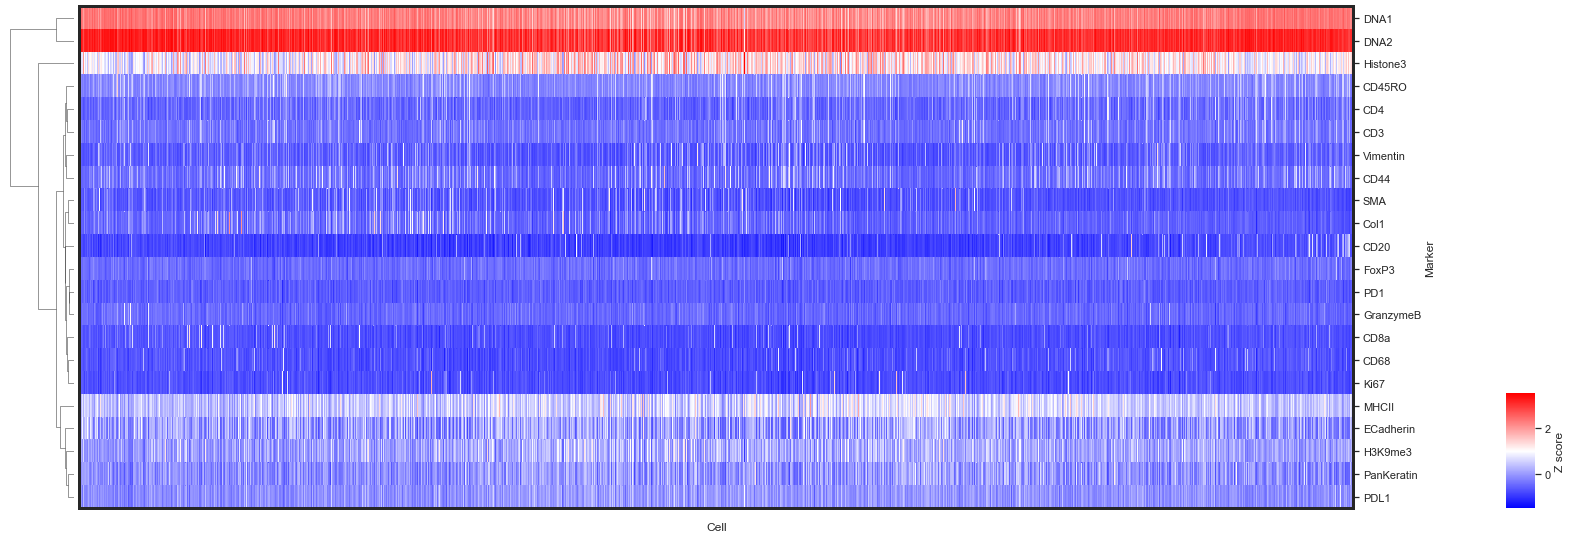 DNA1
DNA2
Histone3
CD45RO
CD4
CD3
Vimentin
CD44
SMA
Col1
CD20
FoxP3
PD1
GranzymeB
CD8a
CD68
Ki67
MHCII
ECadherin
H3K9me3
PanKeratin
PDL1
Marker
Cell
2
0
Z score